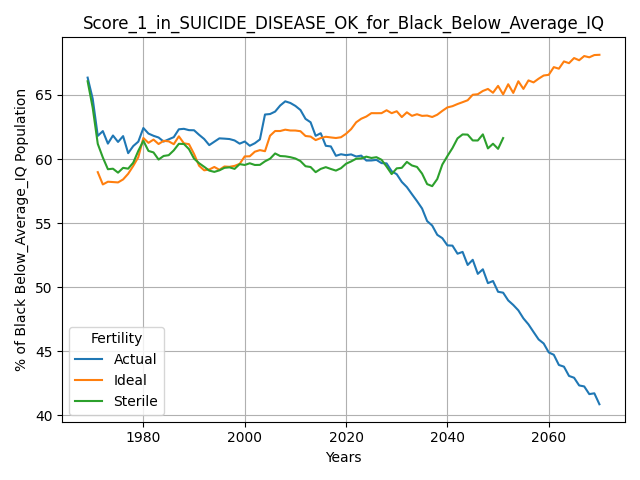 Score_1_in_SUICIDE_DISEASE_OK_for_Black_Below_Average_IQ
% of Black Below_Average_IQ Population
65
60
55
50
45
40
Fertility
Actual
Ideal
Sterile
1980
2000
2020
2040
2060
Years